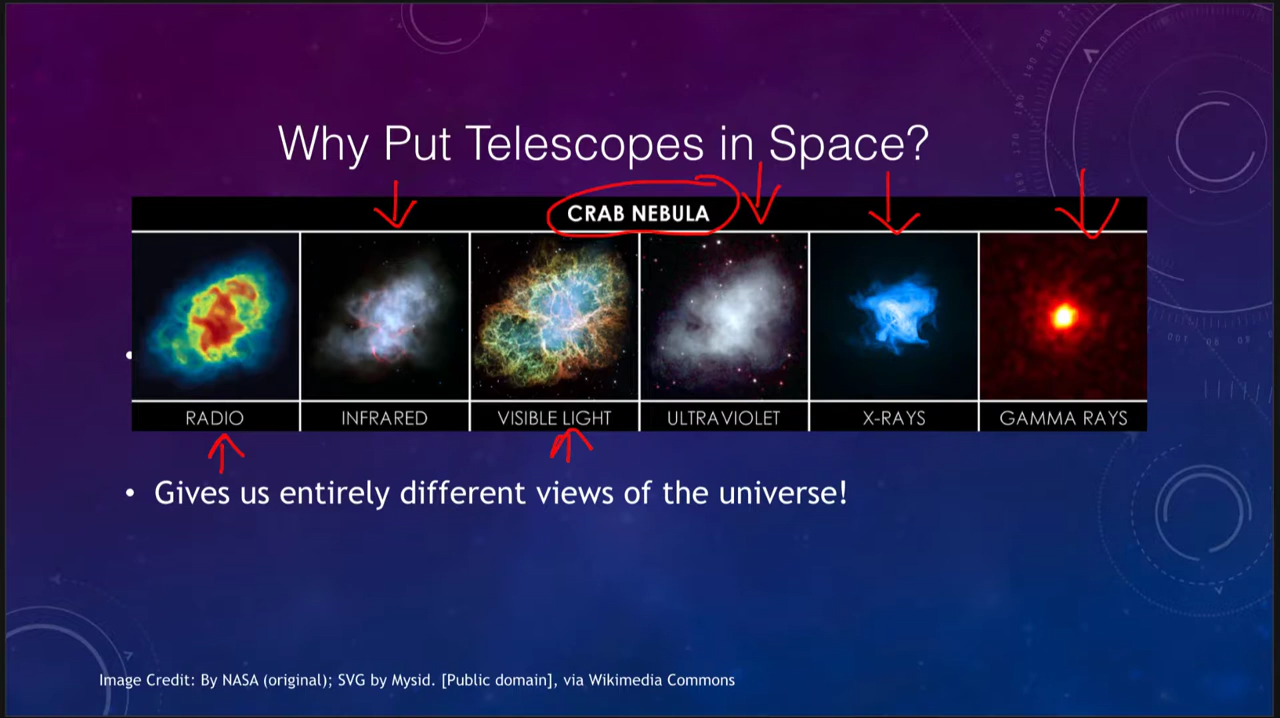 Why Put Telescopes in Space?
CRAB NEBULA
RADIO INFRARED VISIBLE LIGHT ULTRAVIOLET X-RAYS GAMMA RAYS
• Gives us entirely different views of the universe!
Image Credit: By NASA (original); SVG by Mysid. [Public domain], via Wikimedia Commons